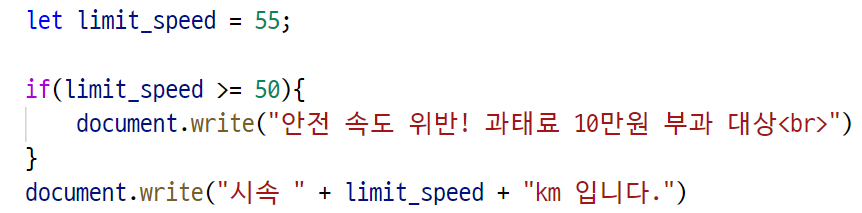 let limit_speed = 55;
if(limit_speed >= 50){
document.write("안전 속도 위반! 과태료 10만원 부과 대상<br>")
}
document.write("시속 " + limit_speed + "km 입니다.")